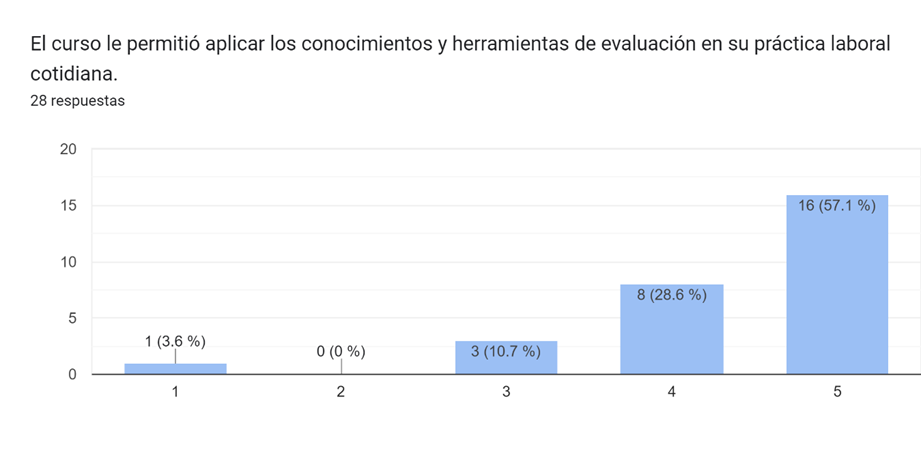 El curso le permitió aplicar los conocimientos y herramientas de evaluación en su práctica laboral
cotidiana.
28 respuestas
20
15
10
5
0
1 (3.6 %)
0 (0 %)
3 (10.7 %)
8 (28.6 %)
16 (57.1 %)
1
2
3
4
5